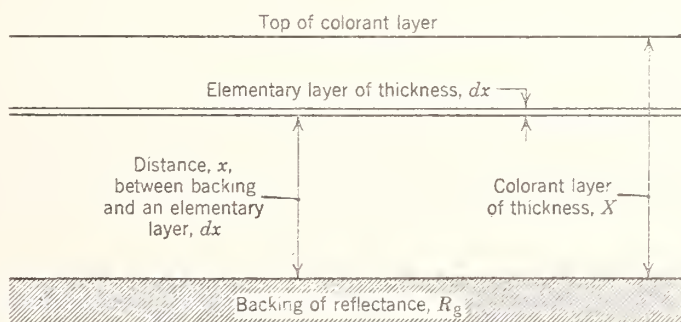 Top of colorant layer
Elementary layer of thickness, dx
Distance, x,
between backing
and an elementary
layer, dx
Colorant layer
of thickness, X
Backing of reflectance, Rg